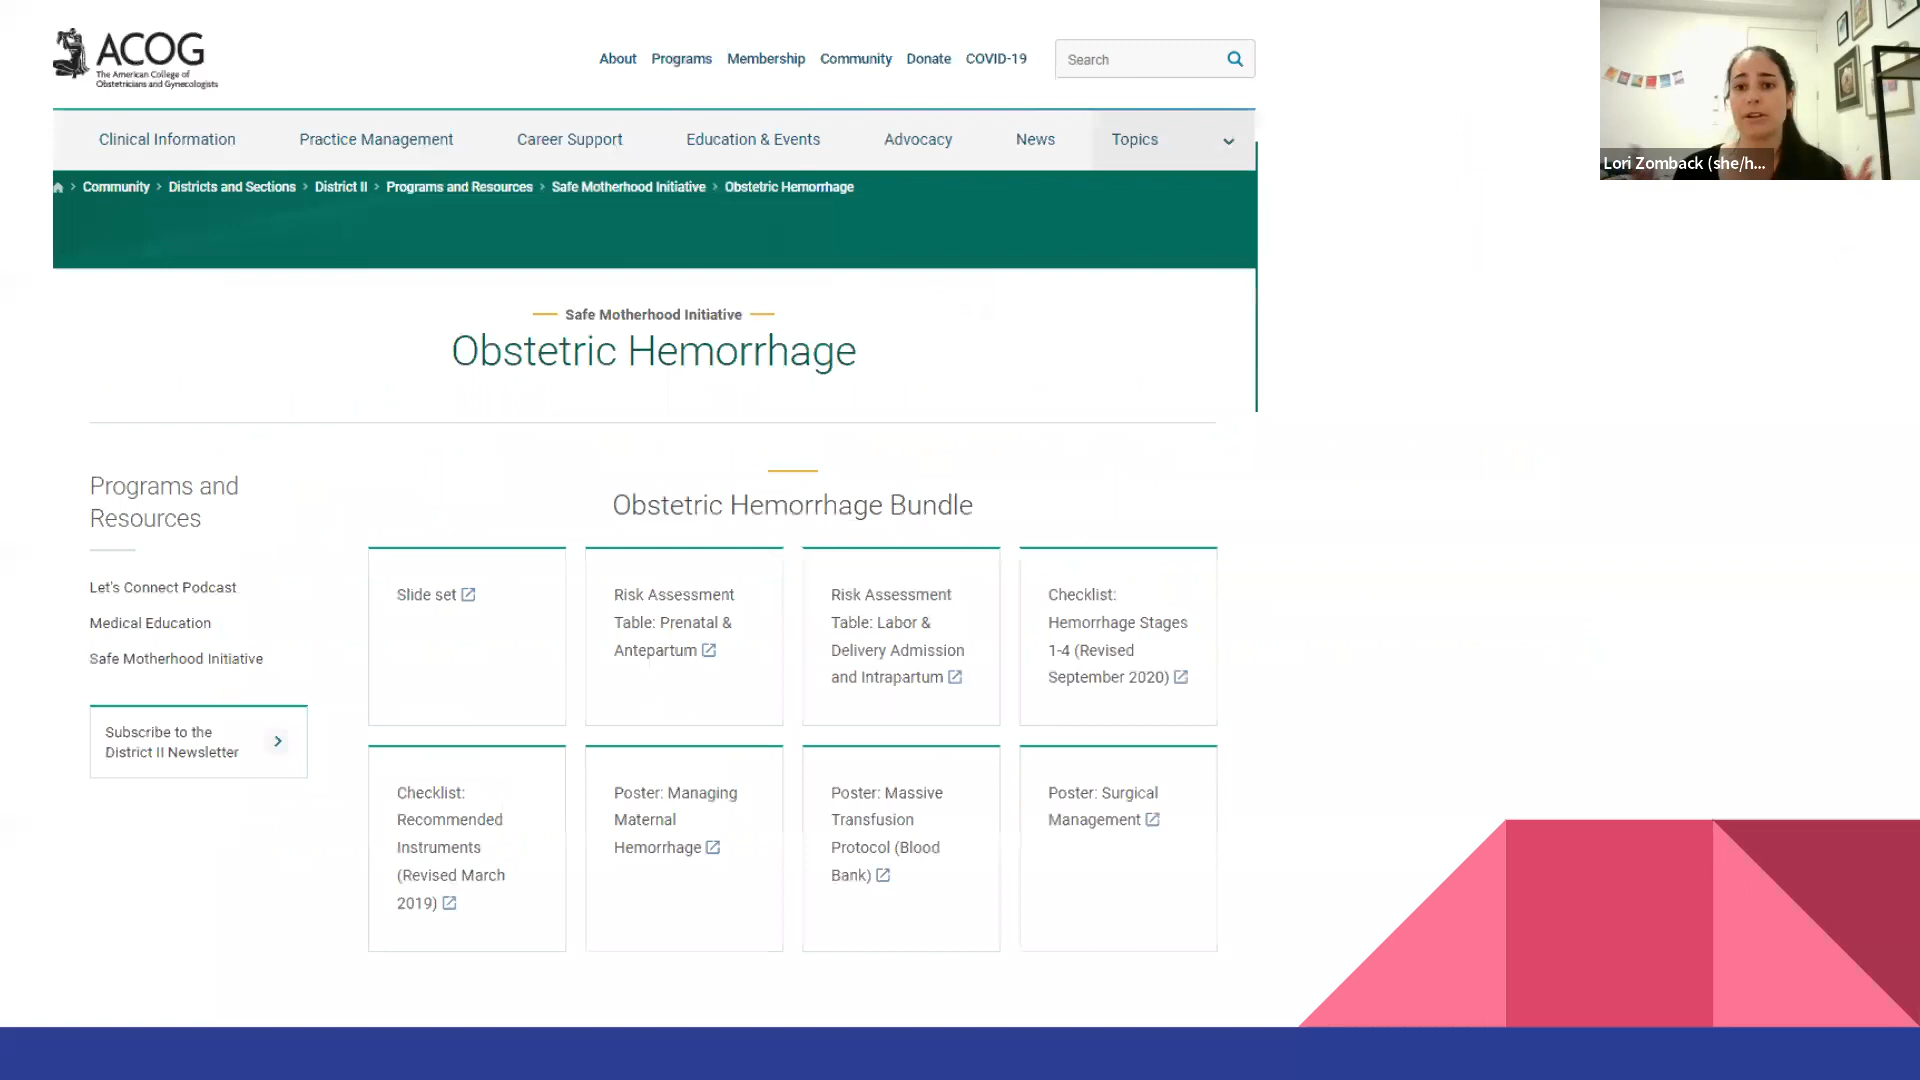 ACOG
The American College of
Obstetricians and Gynecologists
About Programs Membership Community Donate COVID-19 Search
Clinical Information Practice Management Career Support Education & Events Advocacy News Topics
Community > Districts and Sections > District II > Programs and Resources > Safe Motherhood Initiative > Obstetric Hemorrhage
Safe Motherhood Initiative
Obstetric Hemorrhage
Programs and
Resources
Let's Connect Podcast
Medical Education
Safe Motherhood Initiative
Subscribe to the
District II Newsletter
Obstetric Hemorrhage Bundle
Slide set
Risk Assessment
Table: Prenatal &
Antepartum
Risk Assessment
Table: Labor &
Delivery Admission
and Intrapartum
Checklist:
Hemorrhage Stages
1-4 (Revised
September 2020)
Checklist:
Recommended
Instruments
(Revised March
2019)
Poster: Managing
Maternal
Hemorrhage
Poster: Massive
Transfusion
Protocol (Blood
Bank)
Poster: Surgical
Management
Lori Zomback (she/h...